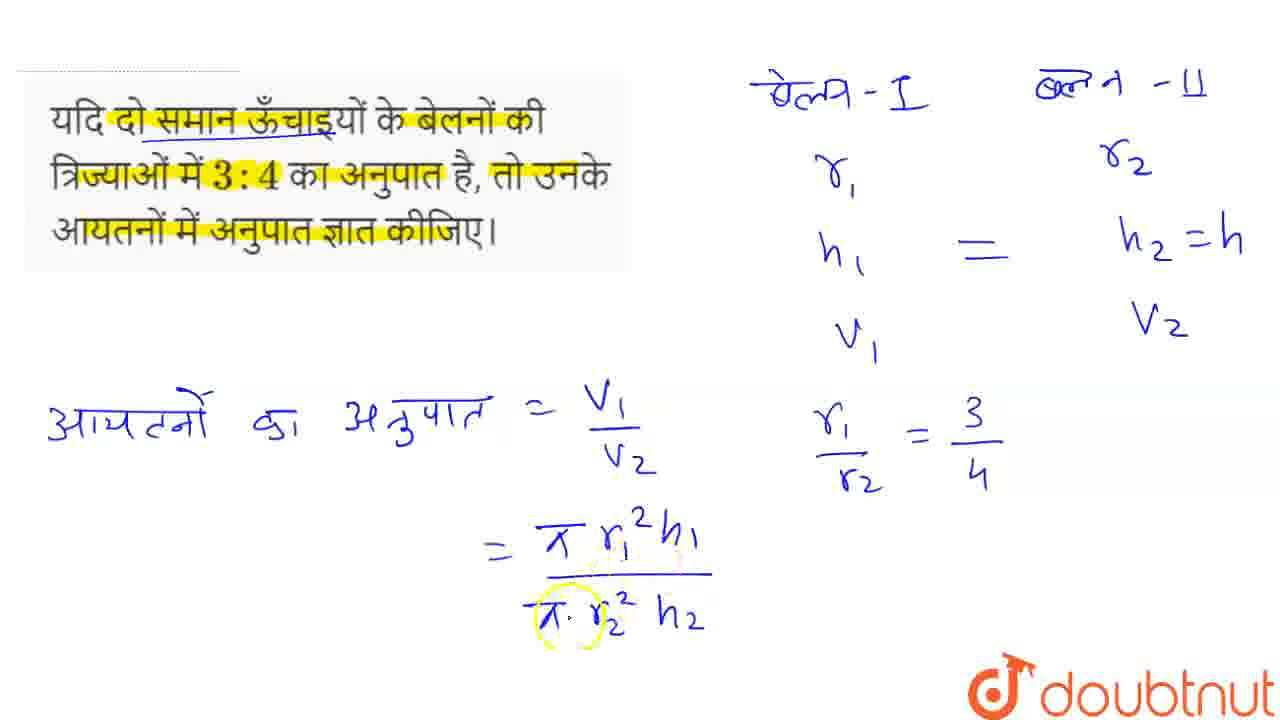 यदि दो समान ऊँचाइयों के बेलनों की
त्रिज्याओं में 3 : 4 का अनुपात है, तो उनके
आयतनों में अनुपात ज्ञात कीजिए।
बेलन - I बेलन - II
r₁ r₂
h₁ = h₂ = h
V₁ V₂
आयतनों का अनुपात = V₁/V₂
r₁/r₂ = 3/4
= π r₁² h₁ / π r₂² h₂
doubtnut